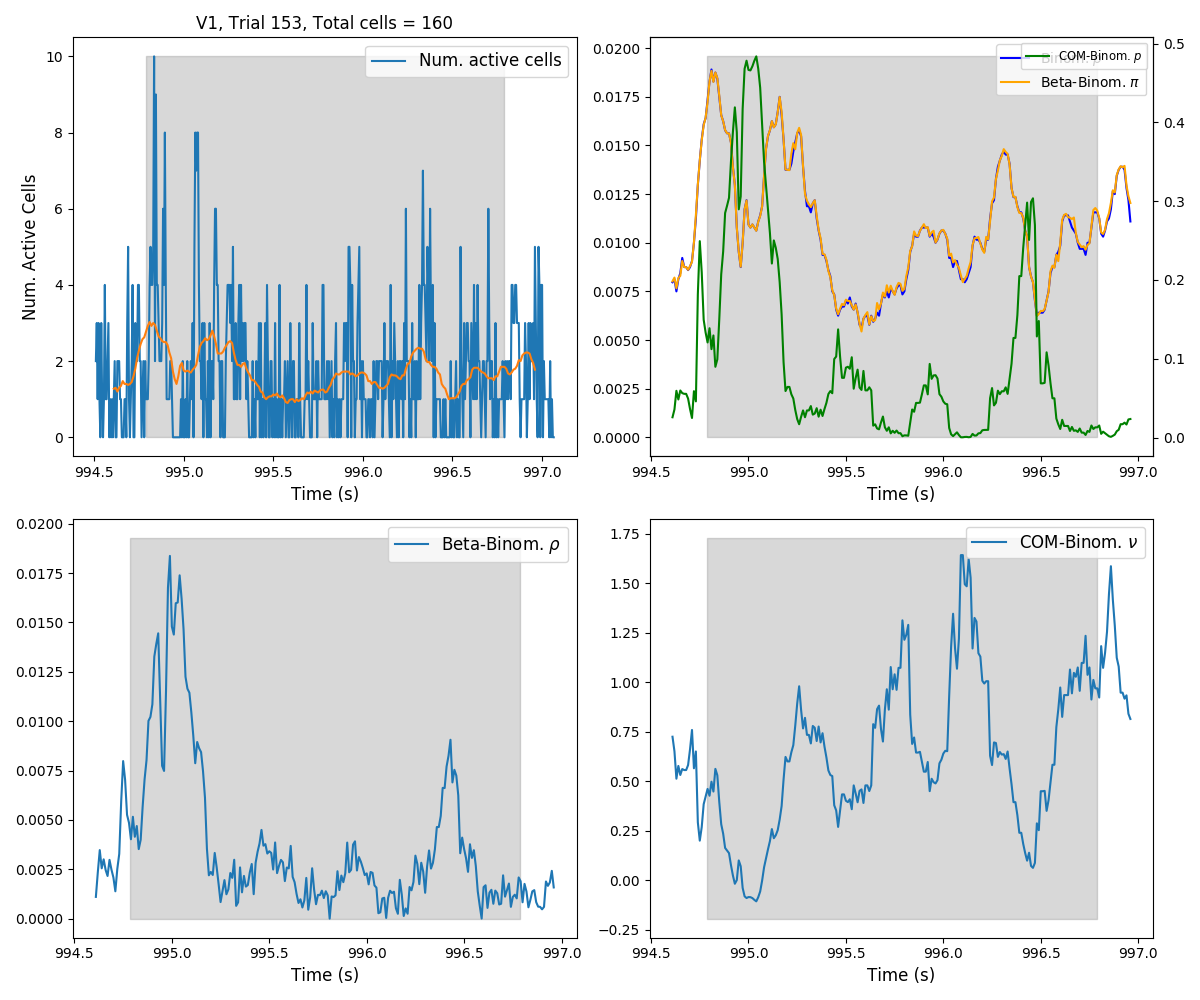 V1, Trial 153, Total cells = 160
Num. active cells
Num. Active Cells
10
8
6
4
2
0
994.5 995.0 995.5 996.0 996.5 997.0
Time (s)
COM-Binom. p
Beta-Binom. π
0.0200
0.0175
0.0150
0.0125
0.0100
0.0075
0.0050
0.0025
0.0000
0.5
0.4
0.3
0.2
0.1
0.0
994.5 995.0 995.5 996.0 996.5 997.0
Time (s)
Beta-Binom. ρ
0.0200
0.0175
0.0150
0.0125
0.0100
0.0075
0.0050
0.0025
0.0000
994.5 995.0 995.5 996.0 996.5 997.0
Time (s)
COM-Binom. ν
1.75
1.50
1.25
1.00
0.75
0.50
0.25
0.00
−0.25
994.5 995.0 995.5 996.0 996.5 997.0
Time (s)